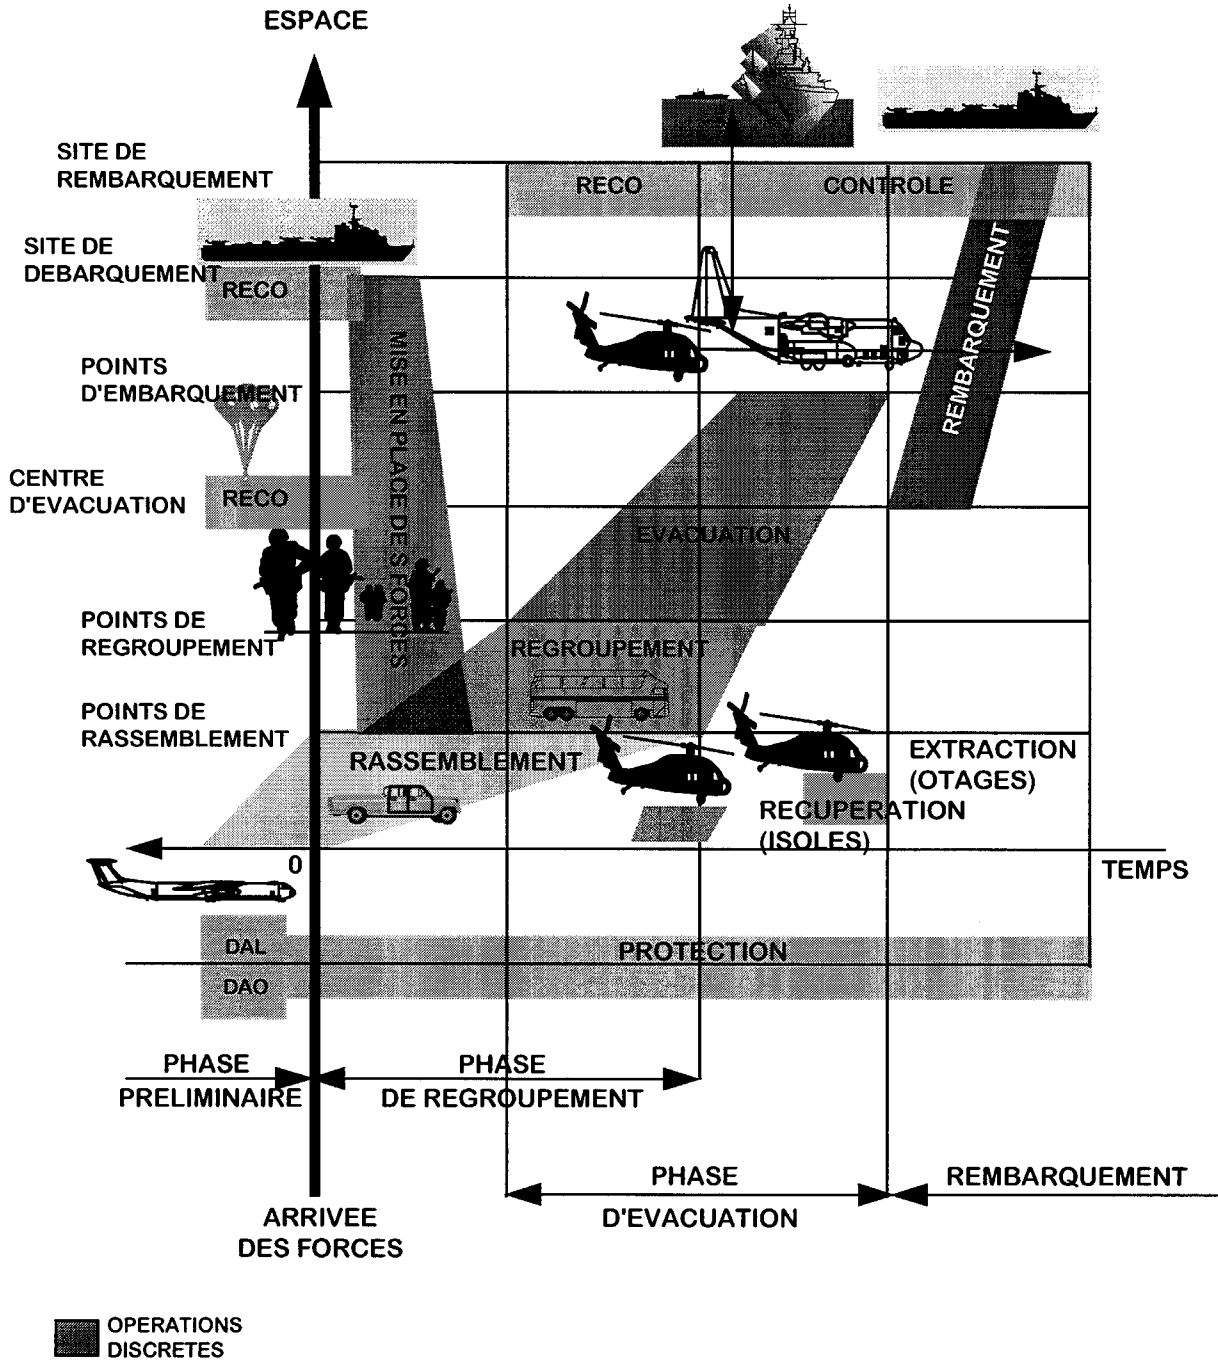 ESPACE
SITE DE
REMBARQUEMENT
RECO
CONTROLE
SITE DE
DEBARQUEMENT
RECO
REMBARQUEMENT
MISE EN PLACE DE S FORCES
POINTS
D'EMBARQUEMENT
CENTRE
D'EVACUATION
RECO
EVACUATION
POINTS DE
REGROUPEMENT
REGROUPEMENT
POINTS DE
RASSEMBLEMENT
RASSEMBLEMENT
EXTRACTION
(OTAGES)
RECUPERATION
(ISOLES)
0
TEMPS
DAL
PROTECTION
DAO
PHASE
PRELIMINAIRE
PHASE
DE REGROUPEMENT
PHASE
D'EVACUATION
REMBARQUEMENT
ARRIVEE
DES FORCES
OPERATIONS
DISCRETES